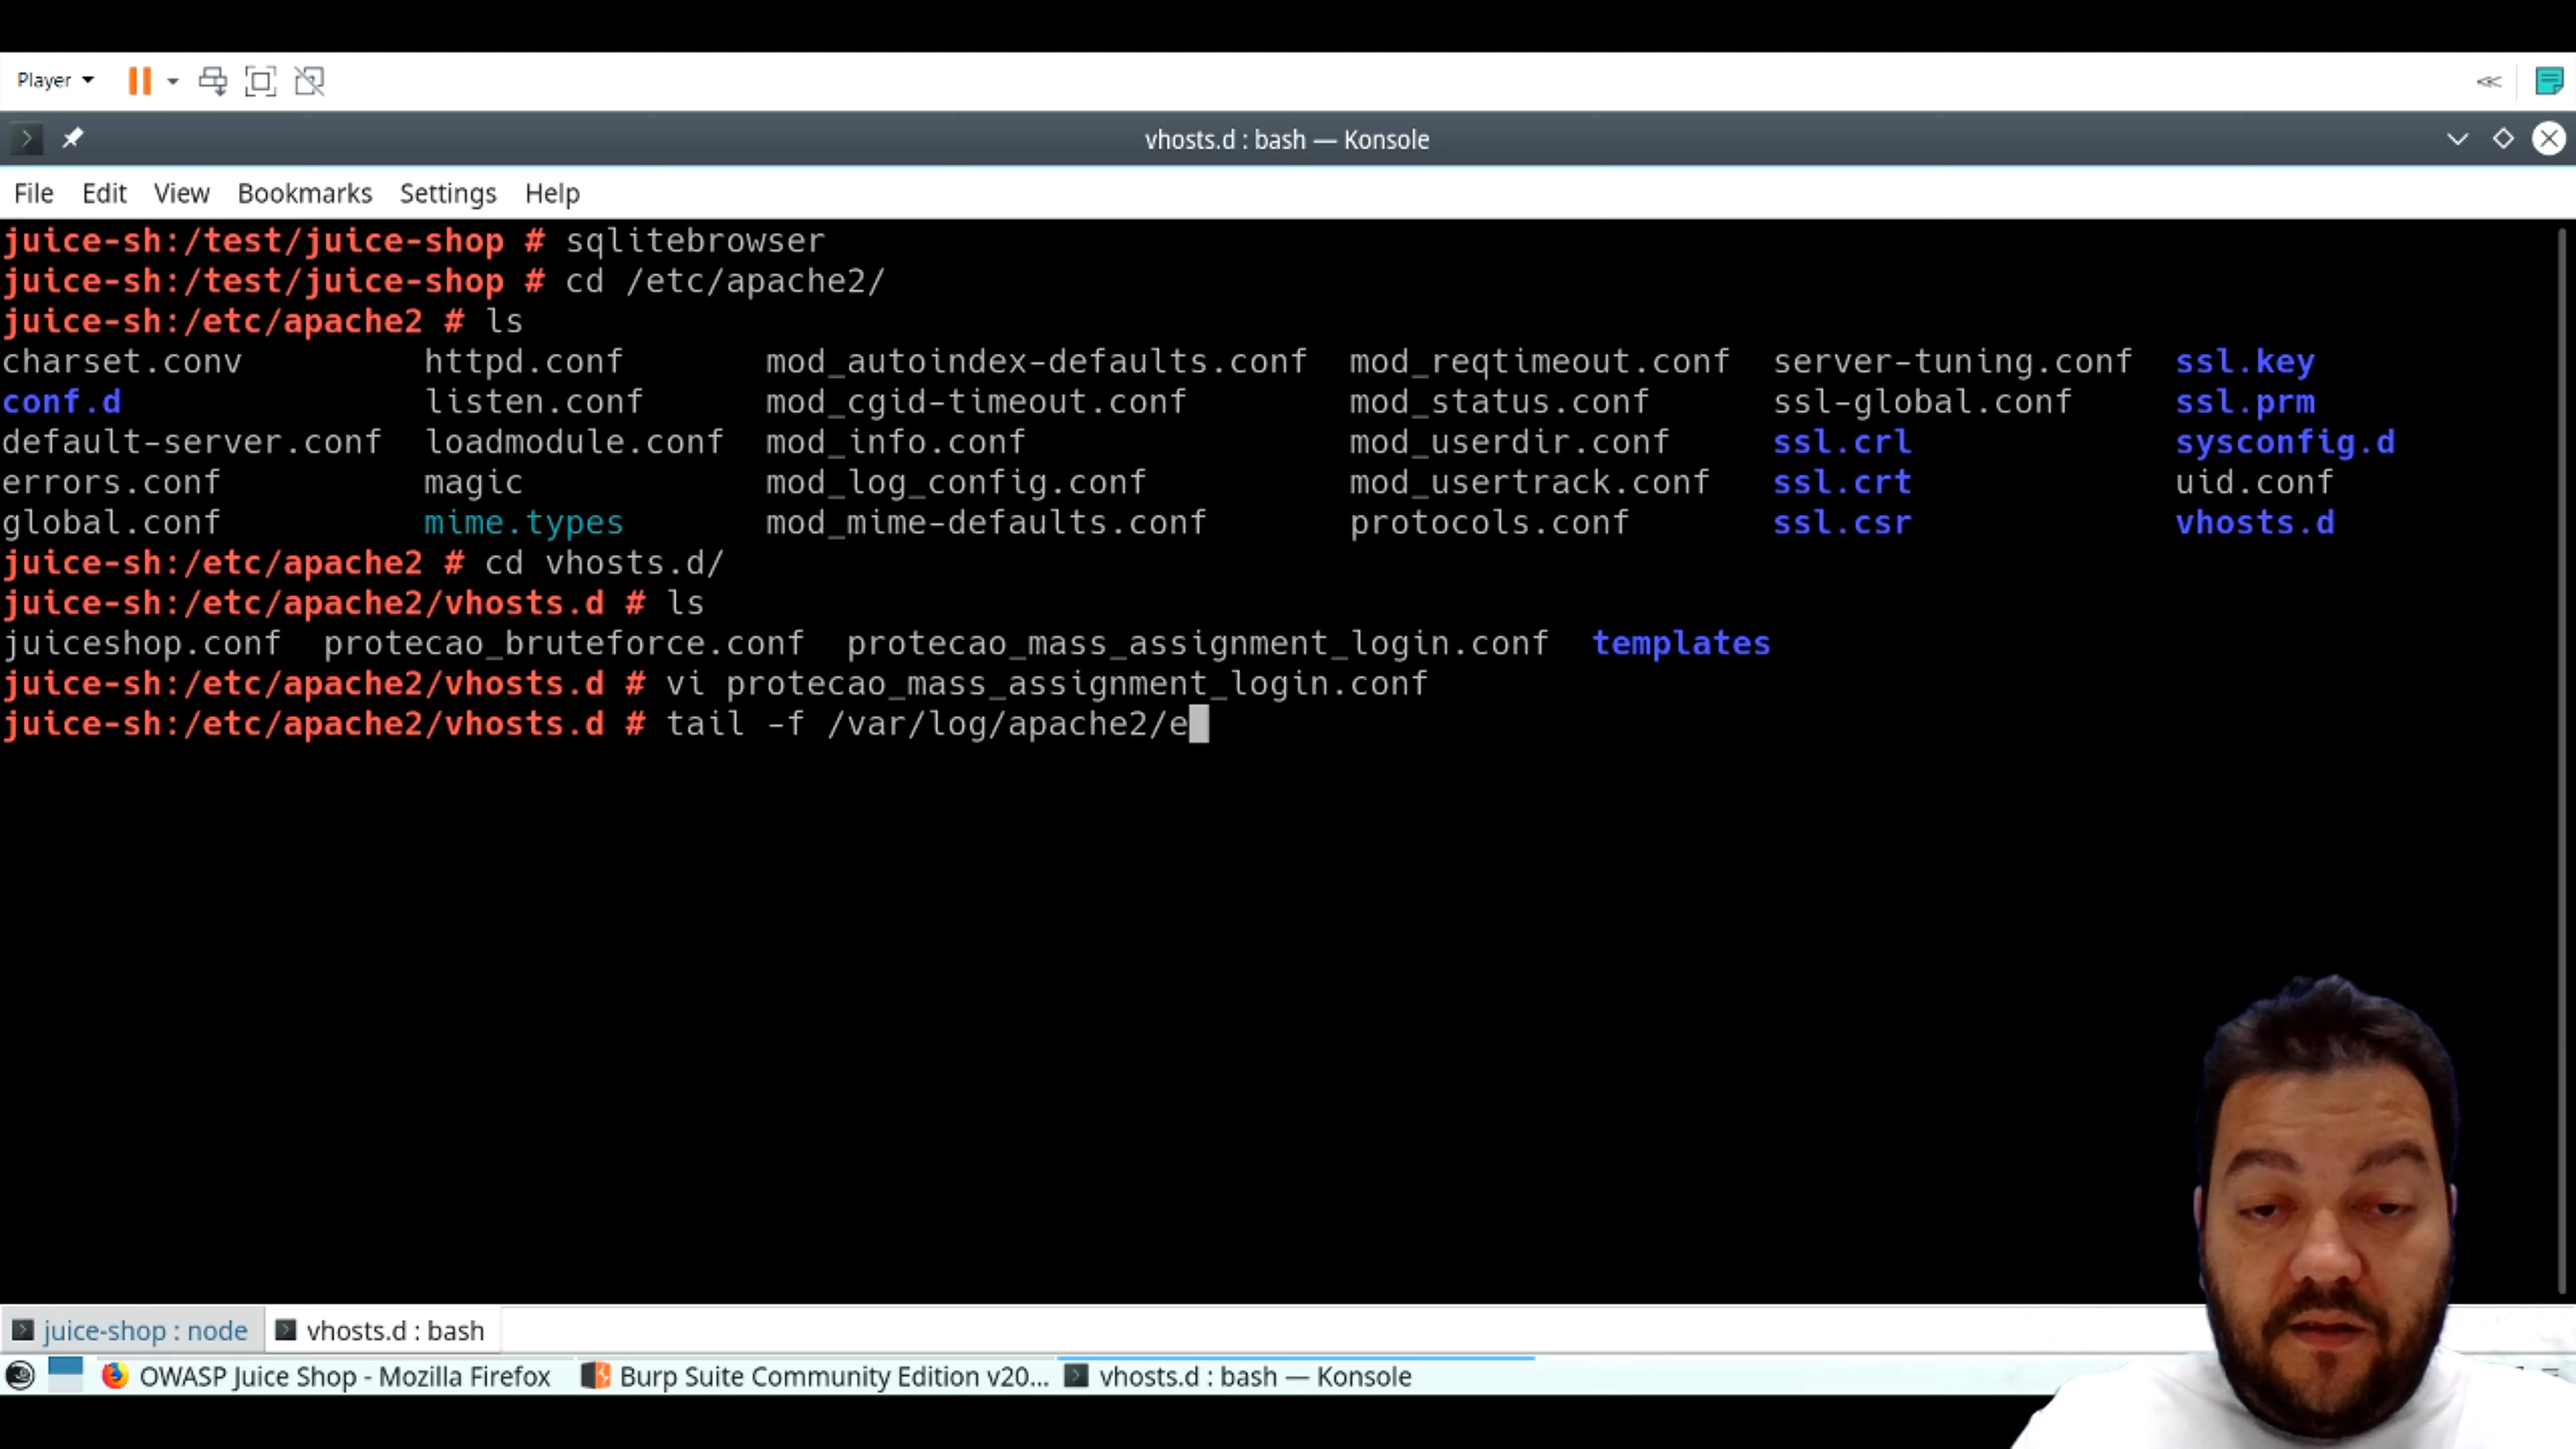 Player
vhosts.d : bash — Konsole
File Edit View Bookmarks Settings Help
juice-sh:/test/juice-shop # sqlitebrowser
juice-sh:/test/juice-shop # cd /etc/apache2/
juice-sh:/etc/apache2 # ls
charset.conv httpd.conf mod_autoindex-defaults.conf mod_reqtimeout.conf server-tuning.conf ssl.key
conf.d listen.conf mod_cgid-timeout.conf mod_status.conf ssl-global.conf ssl.prm
default-server.conf loadmodule.conf mod_info.conf mod_userdir.conf ssl.crl sysconfig.d
errors.conf magic mod_log_config.conf mod_usertrack.conf ssl.crt uid.conf
global.conf mime.types mod_mime-defaults.conf protocols.conf ssl.csr vhosts.d
juice-sh:/etc/apache2 # cd vhosts.d/
juice-sh:/etc/apache2/vhosts.d # ls
juiceshop.conf protecao_bruteforce.conf protecao_mass_assignment_login.conf templates
juice-sh:/etc/apache2/vhosts.d # vi protecao_mass_assignment_login.conf
juice-sh:/etc/apache2/vhosts.d # tail -f /var/log/apache2/e
juice-shop : node vhosts.d : bash
OWASP Juice Shop - Mozilla Firefox Burp Suite Community Edition v20... vhosts.d : bash — Konsole